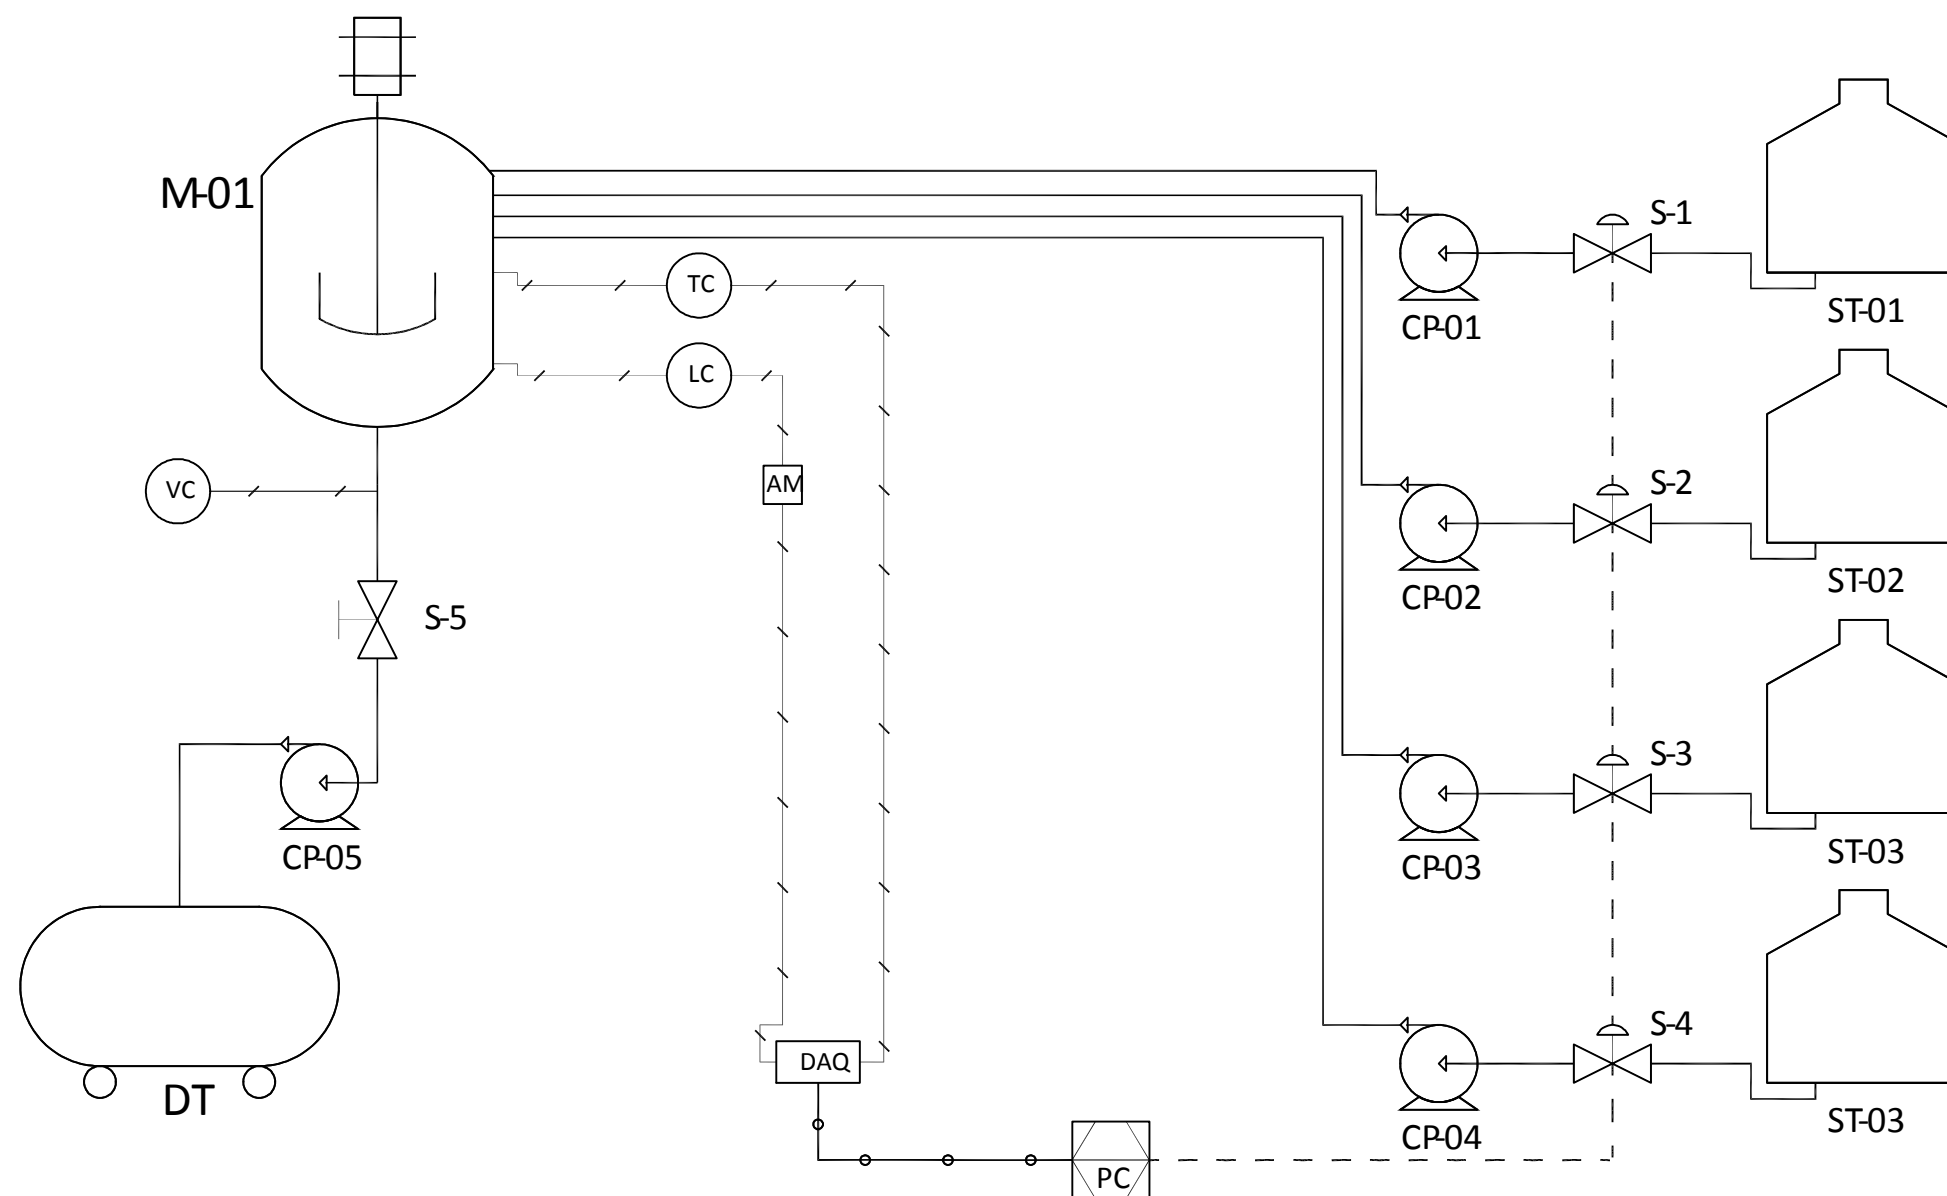 M-01
S-1
TC
CP-01
ST-01
LC
VC
AM
S-2
CP-02
ST-02
S-5
S-3
CP-05
CP-03
ST-03
S-4
DAQ
DT
CP-04
ST-03
PC